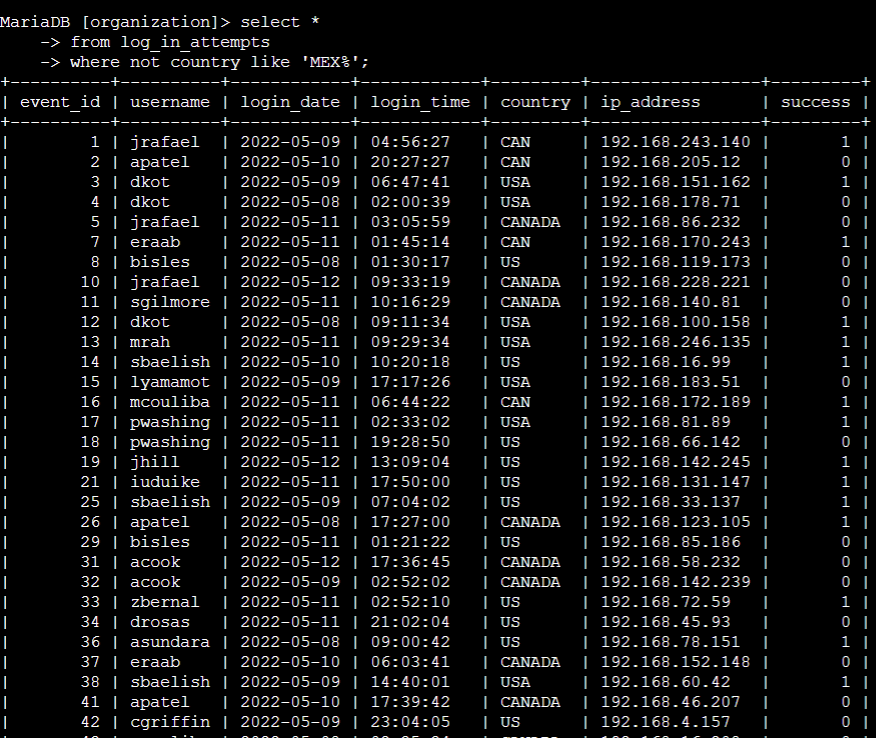 MariaDB [organization]> select *
    -> from log_in_attempts
    -> where not country like 'MEX%';
+----------+----------+------------+------------+---------+-----------------+---------+
| event_id | username | login_date | login_time | country | ip_address      | success |
+----------+----------+------------+------------+---------+-----------------+---------+
|        1 | jrafael  | 2022-05-09 | 04:56:27   | CAN     | 192.168.243.140 |       1 |
|        2 | apatel   | 2022-05-10 | 20:27:27   | CAN     | 192.168.205.12  |       0 |
|        3 | dkot     | 2022-05-09 | 06:47:41   | USA     | 192.168.151.162 |       1 |
|        4 | dkot     | 2022-05-08 | 02:00:39   | USA     | 192.168.178.71  |       0 |
|        5 | jrafael  | 2022-05-11 | 03:05:59   | CANADA  | 192.168.86.232  |       0 |
|        7 | eraab    | 2022-05-11 | 01:45:14   | CAN     | 192.168.170.243 |       1 |
|        8 | bisles   | 2022-05-08 | 01:30:17   | US      | 192.168.119.173 |       0 |
|       10 | jrafael  | 2022-05-12 | 09:33:19   | CANADA  | 192.168.228.221 |       0 |
|       11 | sgilmore | 2022-05-11 | 10:16:29   | CANADA  | 192.168.140.81  |       0 |
|       12 | dkot     | 2022-05-08 | 09:11:34   | USA     | 192.168.100.158 |       1 |
|       13 | mrah     | 2022-05-11 | 09:29:34   | USA     | 192.168.246.135 |       1 |
|       14 | sbaelish | 2022-05-10 | 10:20:18   | US      | 192.168.16.99   |       1 |
|       15 | lyamamot | 2022-05-09 | 17:17:26   | USA     | 192.168.183.51  |       0 |
|       16 | mcouliba | 2022-05-11 | 06:44:22   | CAN     | 192.168.172.189 |       1 |
|       17 | pwashing | 2022-05-11 | 02:33:02   | USA     | 192.168.81.89   |       1 |
|       18 | pwashing | 2022-05-11 | 19:28:50   | US      | 192.168.66.142  |       0 |
|       19 | jhill    | 2022-05-12 | 13:09:04   | US      | 192.168.142.245 |       1 |
|       21 | iuduike  | 2022-05-11 | 17:50:00   | US      | 192.168.131.147 |       1 |
|       25 | sbaelish | 2022-05-09 | 07:04:02   | US      | 192.168.33.137  |       1 |
|       26 | apatel   | 2022-05-08 | 17:27:00   | CANADA  | 192.168.123.105 |       1 |
|       29 | bisles   | 2022-05-11 | 01:21:22   | US      | 192.168.85.186  |       0 |
|       31 | acook    | 2022-05-12 | 17:36:45   | CANADA  | 192.168.58.232  |       0 |
|       32 | acook    | 2022-05-09 | 02:52:02   | CANADA  | 192.168.142.239 |       0 |
|       33 | zbernal  | 2022-05-11 | 02:52:10   | US      | 192.168.72.59   |       1 |
|       34 | drosas   | 2022-05-11 | 21:02:04   | US      | 192.168.45.93   |       0 |
|       36 | asundara | 2022-05-08 | 09:00:42   | US      | 192.168.78.151  |       1 |
|       37 | eraab    | 2022-05-10 | 06:03:41   | CANADA  | 192.168.152.148 |       0 |
|       38 | sbaelish | 2022-05-09 | 14:40:01   | USA     | 192.168.60.42   |       1 |
|       41 | apatel   | 2022-05-10 | 17:39:42   | CANADA  | 192.168.46.207  |       0 |
|       42 | cgriffin | 2022-05-09 | 23:04:05   | US      | 192.168.4.157   |       0 |